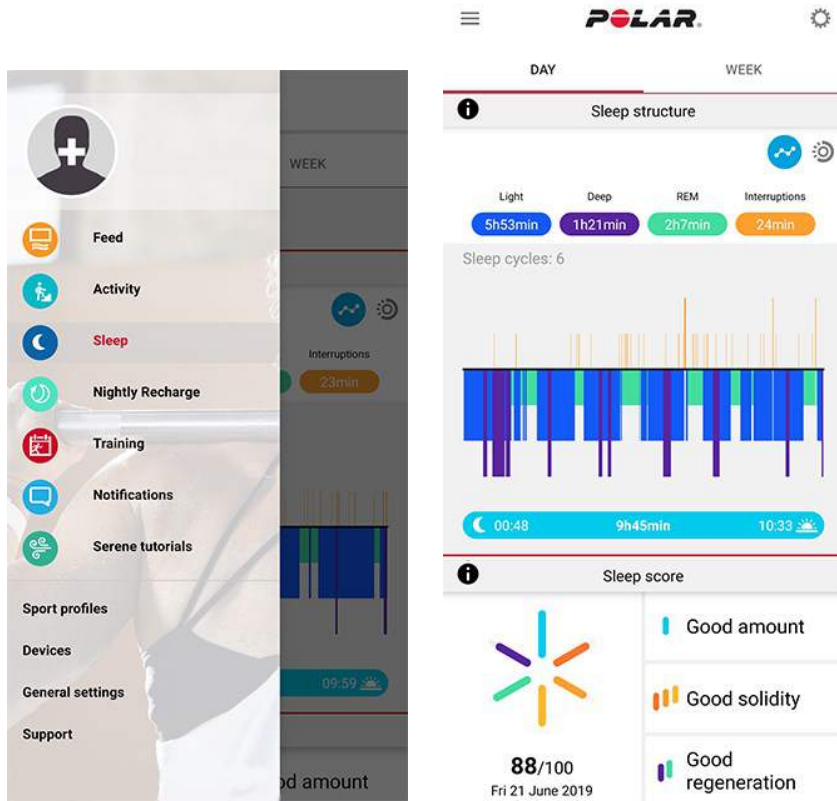 WEEK
Feed
Activity
Sleep
Interruptions
23min
Nightly Recharge
Training
Notifications
Serene tutorials
Sport profiles
Devices
General settings
09:59
Support
od amount
POLAR.
DAY WEEK
Sleep structure
Light Deep REM Interruptions
5h53min 1h21min 2h7min 24min
Sleep cycles: 6
00:48 9h45min 10:33
Sleep score
Good amount
Good solidity
88/100
Fri 21 June 2019
Good
regeneration